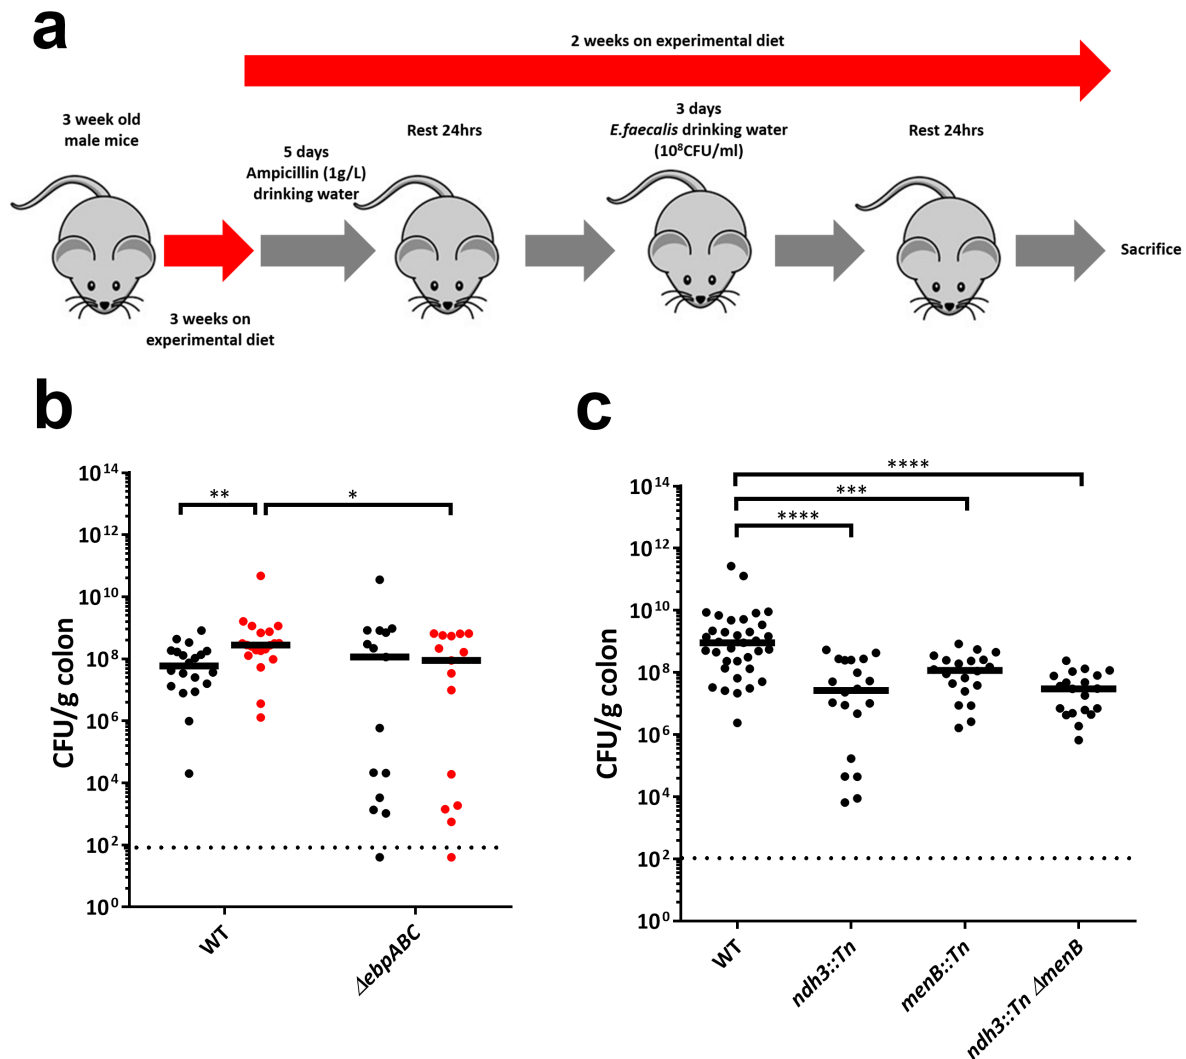 a
2 weeks on experimental diet
3 week old
male mice
5 days
Ampicillin (1g/L)
drinking water
Rest 24hrs
3 days
E.faecalis drinking water
(10⁸CFU/ml)
Rest 24hrs
Sacrifice
3 weeks on
experimental diet
b
CFU/g colon
10¹⁴
10¹²
10¹⁰
10⁸
10⁶
10⁴
10²
10⁰
**
*
WT
ΔebpABC
c
CFU/g colon
10¹⁴
10¹²
10¹⁰
10⁸
10⁶
10⁴
10²
10⁰
****
***
****
WT
ndh3::Tn
menB::Tn
ndh3::Tn ΔmenB